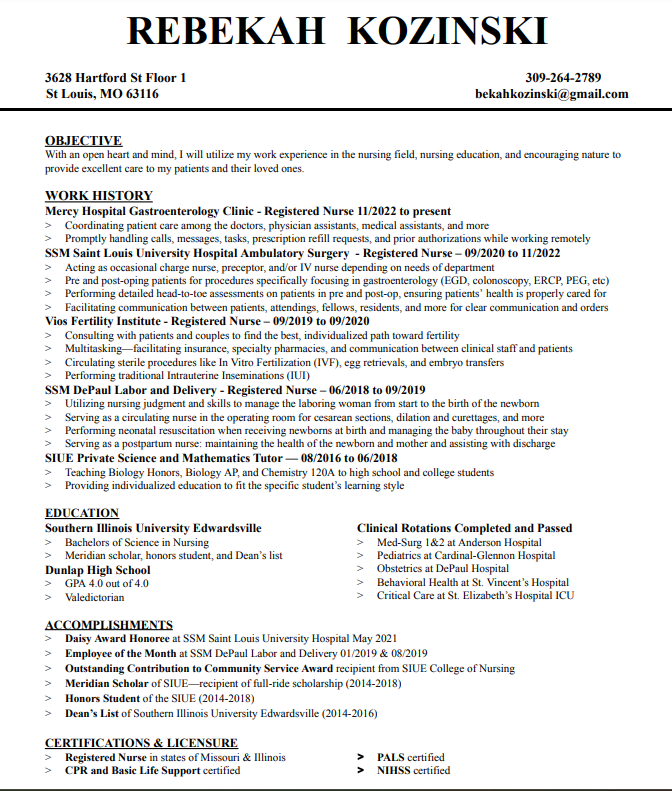 REBEKAH KOZINSKI
3628 Hartford St Floor 1
309-264-2789
St Louis, MO 63116
bekahkozinski@gmail.com
OBJECTIVE
With an open heart and mind, I will utilize my work experience in the nursing field, nursing education, and encouraging nature to
provide excellent care to my patients and their loved ones.
WORK HISTORY
Mercy Hospital Gastroenterology Clinic - Registered Nurse 11/2022 to present
> Coordinating patient care among the doctors, physician assistants, medical assistants, and more
> Promptly handling calls, messages, tasks, prescription refill requests, and prior authorizations while working remotely
SSM Saint Louis University Hospital Ambulatory Surgery - Registered Nurse – 09/2020 to 11/2022
> Acting as occasional charge nurse, preceptor, and/or IV nurse depending on needs of department
> Pre and post-oping patients for procedures specifically focusing in gastroenterology (EGD, colonoscopy, ERCP, PEG, etc)
> Performing detailed head-to-toe assessments on patients in pre and post-op, ensuring patients' health is properly cared for
> Facilitating communication between patients, attendings, fellows, residents, and more for clear communication and orders
Vios Fertility Institute - Registered Nurse – 09/2019 to 09/2020
> Consulting with patients and couples to find the best, individualized path toward fertility
> Multitasking—facilitating insurance, specialty pharmacies, and communication between clinical staff and patients
> Circulating sterile procedures like In Vitro Fertilization (IVF), egg retrievals, and embryo transfers
> Performing traditional Intrauterine Inseminations (IUI)
SSM DePaul Labor and Delivery - Registered Nurse – 06/2018 to 09/2019
> Utilizing nursing judgment and skills to manage the laboring woman from start to the birth of the newborn
> Serving as a circulating nurse in the operating room for cesarean sections, dilation and curettages, and more
> Performing neonatal resuscitation when receiving newborns at birth and managing the baby throughout their stay
> Serving as a postpartum nurse: maintaining the health of the newborn and mother and assisting with discharge
SIUE Private Science and Mathematics Tutor — 08/2016 to 06/2018
> Teaching Biology Honors, Biology AP, and Chemistry 120A to high school and college students
> Providing individualized education to fit the specific student's learning style
EDUCATION
Southern Illinois University Edwardsville
> Bachelors of Science in Nursing
> Meridian scholar, honors student, and Dean's list
Dunlap High School
> GPA 4.0 out of 4.0
> Valedictorian
Clinical Rotations Completed and Passed
> Med-Surg 1&2 at Anderson Hospital
> Pediatrics at Cardinal-Glennon Hospital
> Obstetrics at DePaul Hospital
> Behavioral Health at St. Vincent's Hospital
> Critical Care at St. Elizabeth's Hospital ICU
ACCOMPLISHMENTS
> Daisy Award Honoree at SSM Saint Louis University Hospital May 2021
> Employee of the Month at SSM DePaul Labor and Delivery 01/2019 & 08/2019
> Outstanding Contribution to Community Service Award recipient from SIUE College of Nursing
> Meridian Scholar of SIUE—recipient of full-ride scholarship (2014-2018)
> Honors Student of the SIUE (2014-2018)
> Dean's List of Southern Illinois University Edwardsville (2014-2016)
CERTIFICATIONS & LICENSURE
> Registered Nurse in states of Missouri & Illinois
> CPR and Basic Life Support certified
> PALS certified
> NIHSS certified